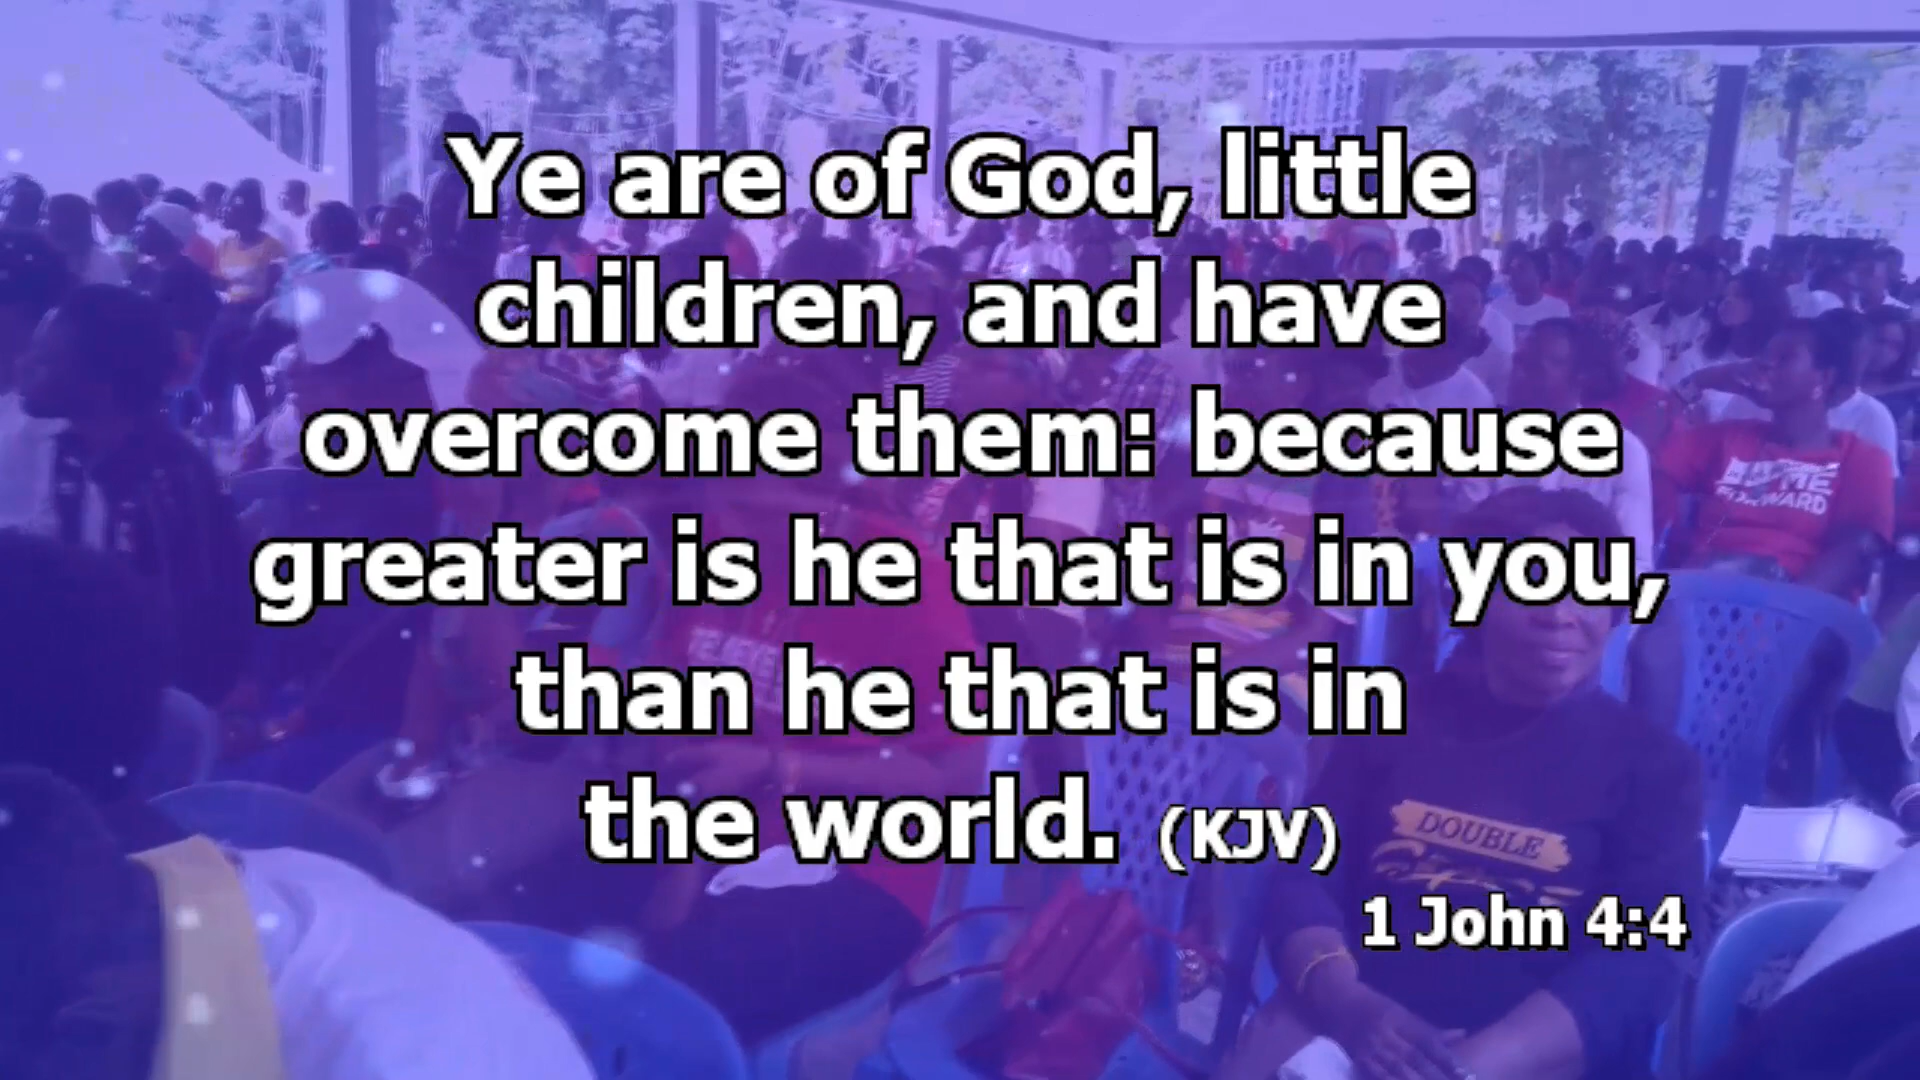 Ye are of God, little
children, and have
overcome them: because
greater is he that is in you,
than he that is in
the world. (KJV)
1 John 4:4
DOUBLE